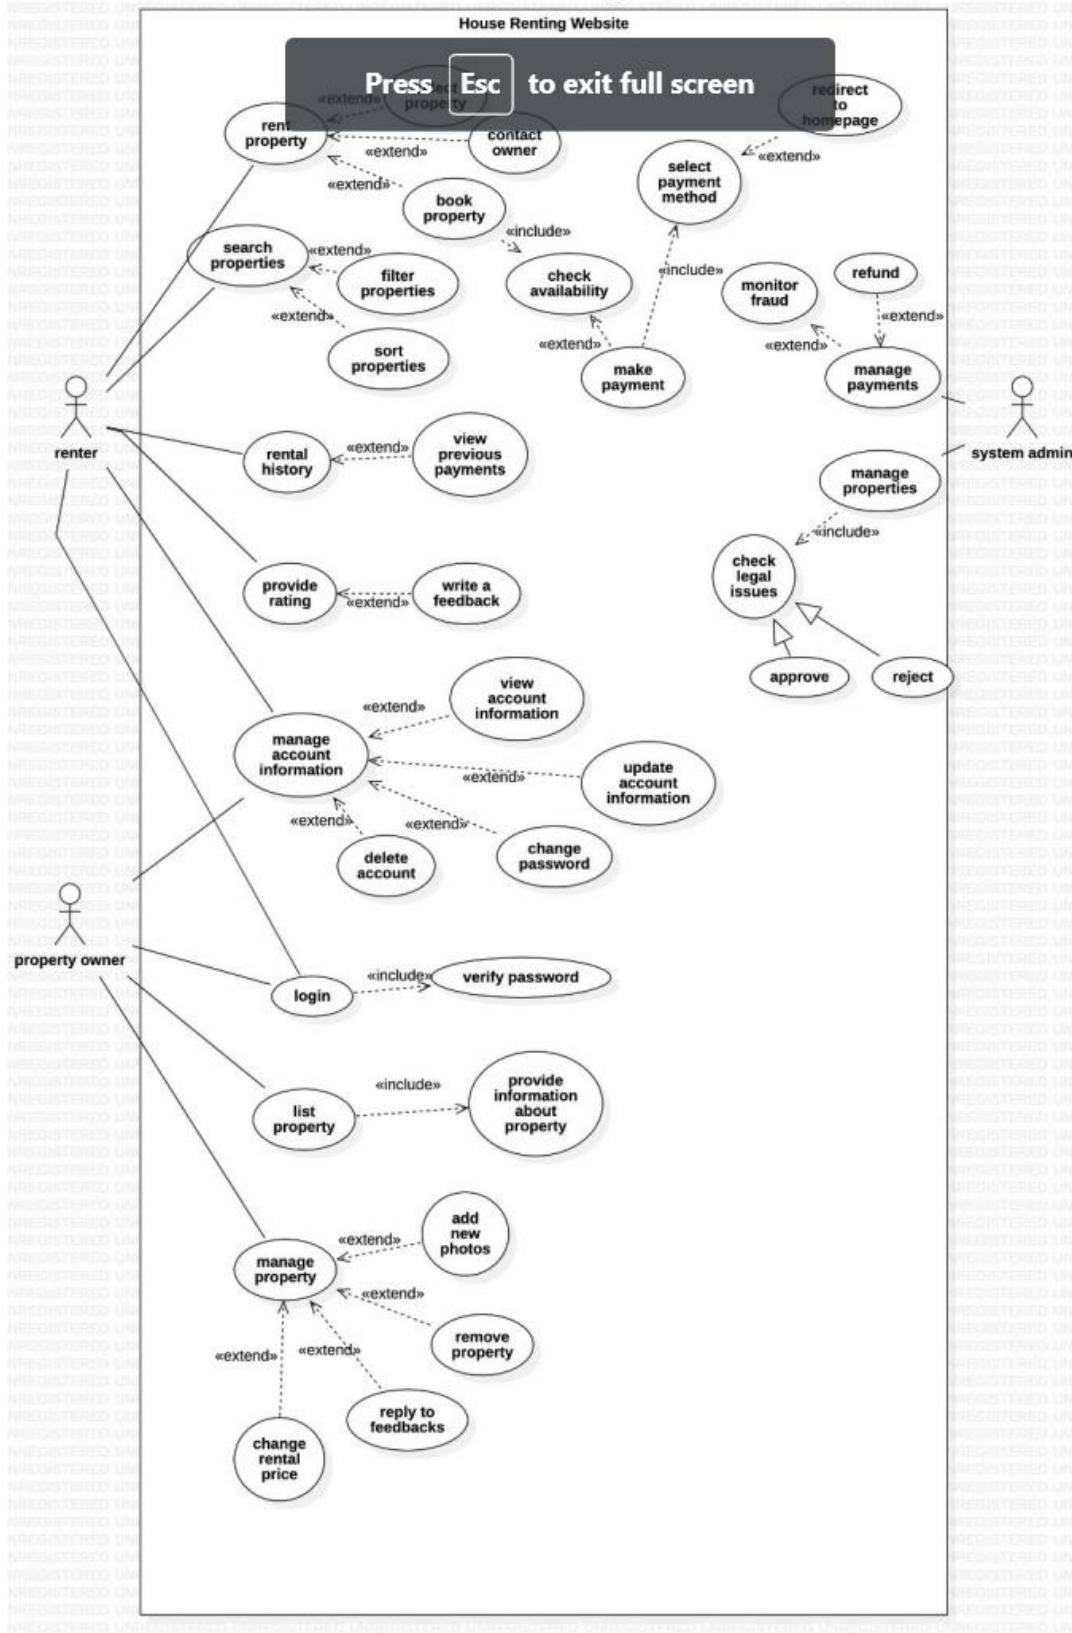 House Renting Website
Press Esc to exit full screen
«extend»
property
redirect
to
homepage
rent
property
contact
owner
«extend»
«extend»
select
payment
method
«extend»
book
property
«include»
search
properties
«extend»
filter
properties
check
availability
«include»
monitor
fraud
refund
«extend»
sort
properties
«extend»
make
payment
«extend»
«extend»
manage
payments
renter
rental
history
«extend»
view
previous
payments
system admin
manage
properties
«include»
check
legal
issues
provide
rating
«extend»
write a
feedback
approve
reject
view
account
information
«extend»
manage
account
information
«extend»
update
account
information
«extend»
«extend»
delete
account
change
password
property owner
login
«include»
verify password
list
property
«include»
provide
information
about
property
add
new
photos
«extend»
manage
property
«extend»
remove
property
«extend»
«extend»
reply to
feedbacks
change
rental
price